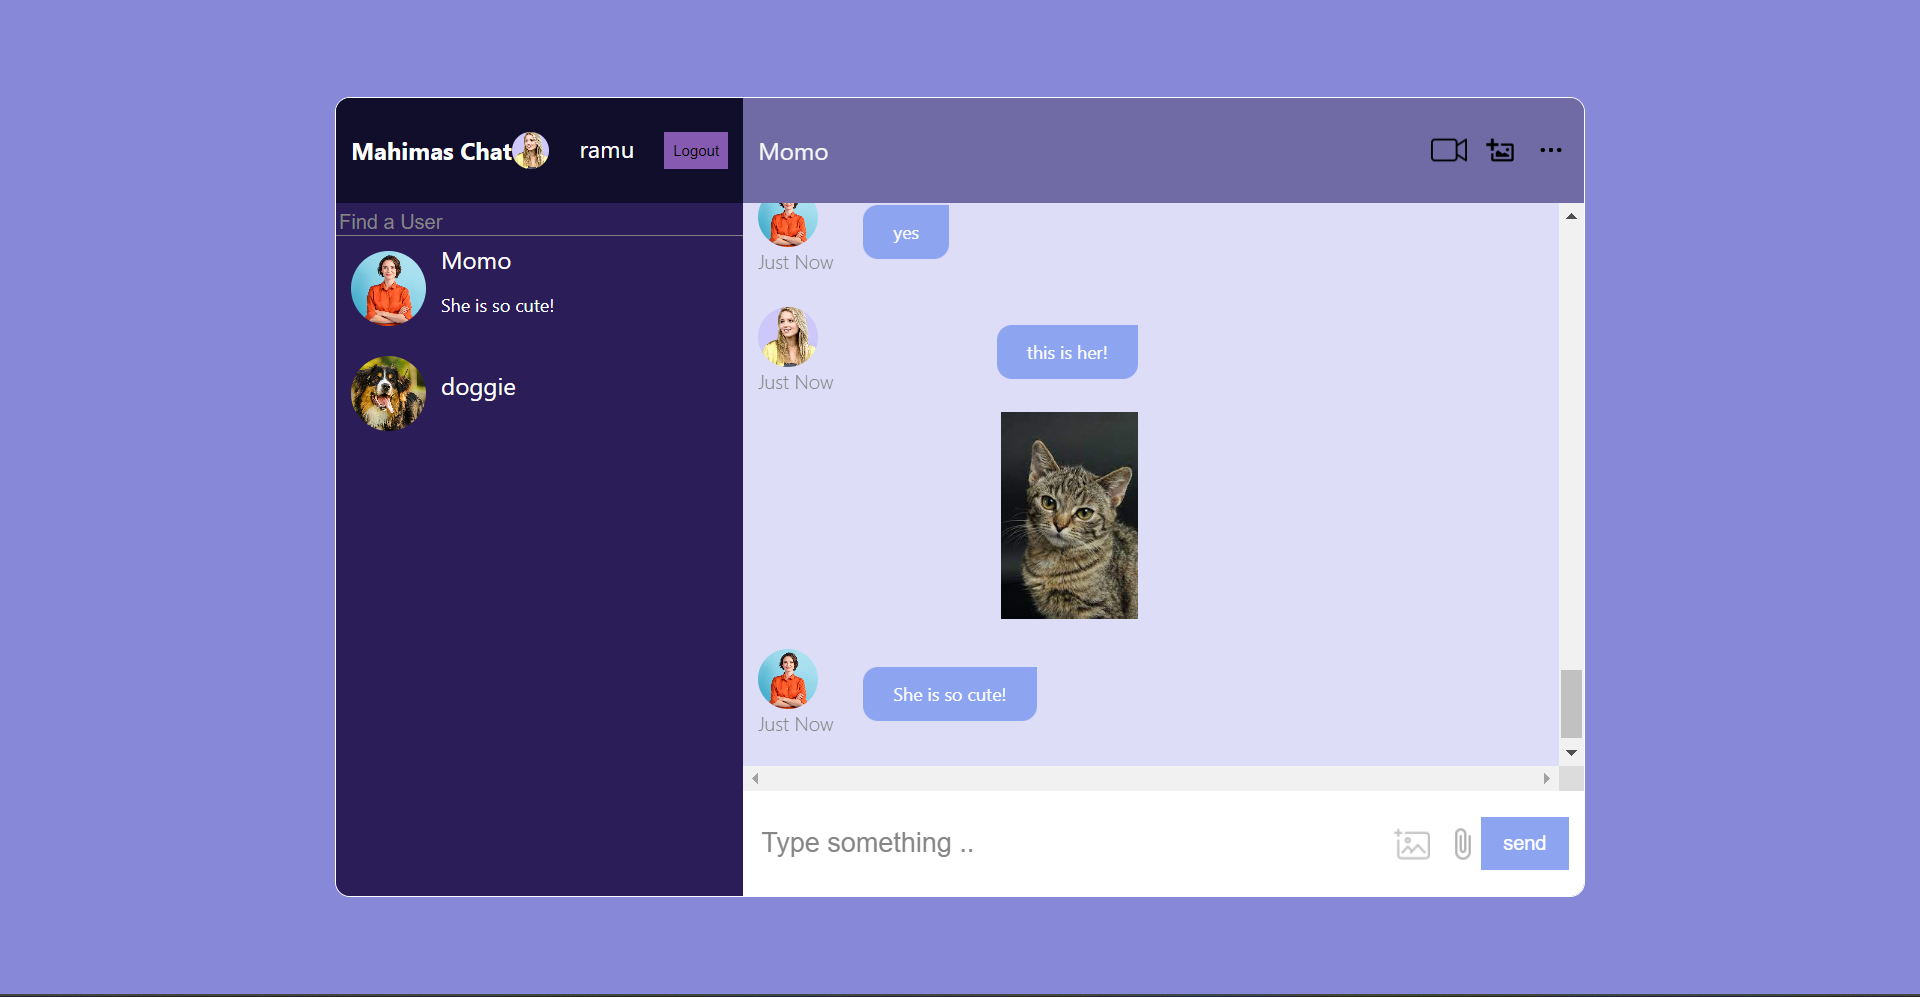 Mahimas Chat
ramu
Logout
Find a User
Momo
She is so cute!
doggie
Momo
yes
Just Now
this is her!
Just Now
She is so cute!
Just Now
Type something ..
send